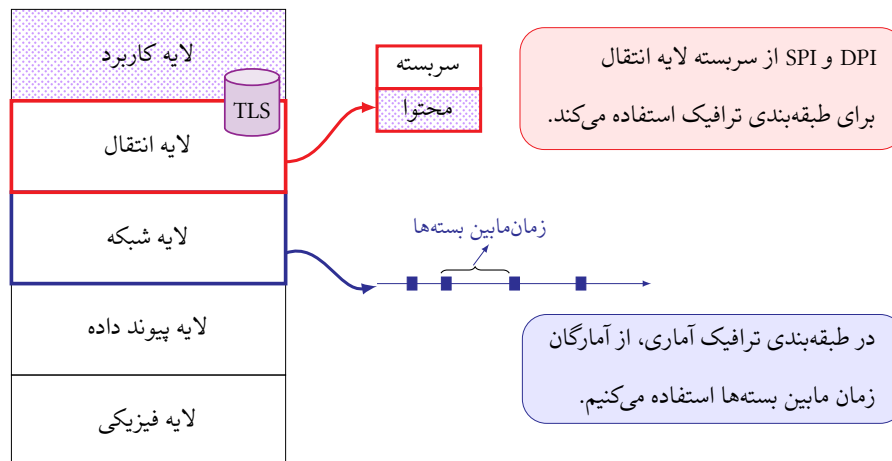 لایه کاربرد
TLS
لایه انتقال
لایه شبکه
لایه پیوند داده
لایه فیزیکی
سربسته
محتوا
DPI و SPI از سربسته لایه انتقال
برای طبقه‌بندی ترافیک استفاده می‌کند.
زمان‌مابین بسته‌ها
در طبقه‌بندی ترافیک آماری، از آمارگان
زمان مابین بسته‌ها استفاده می‌کنیم.